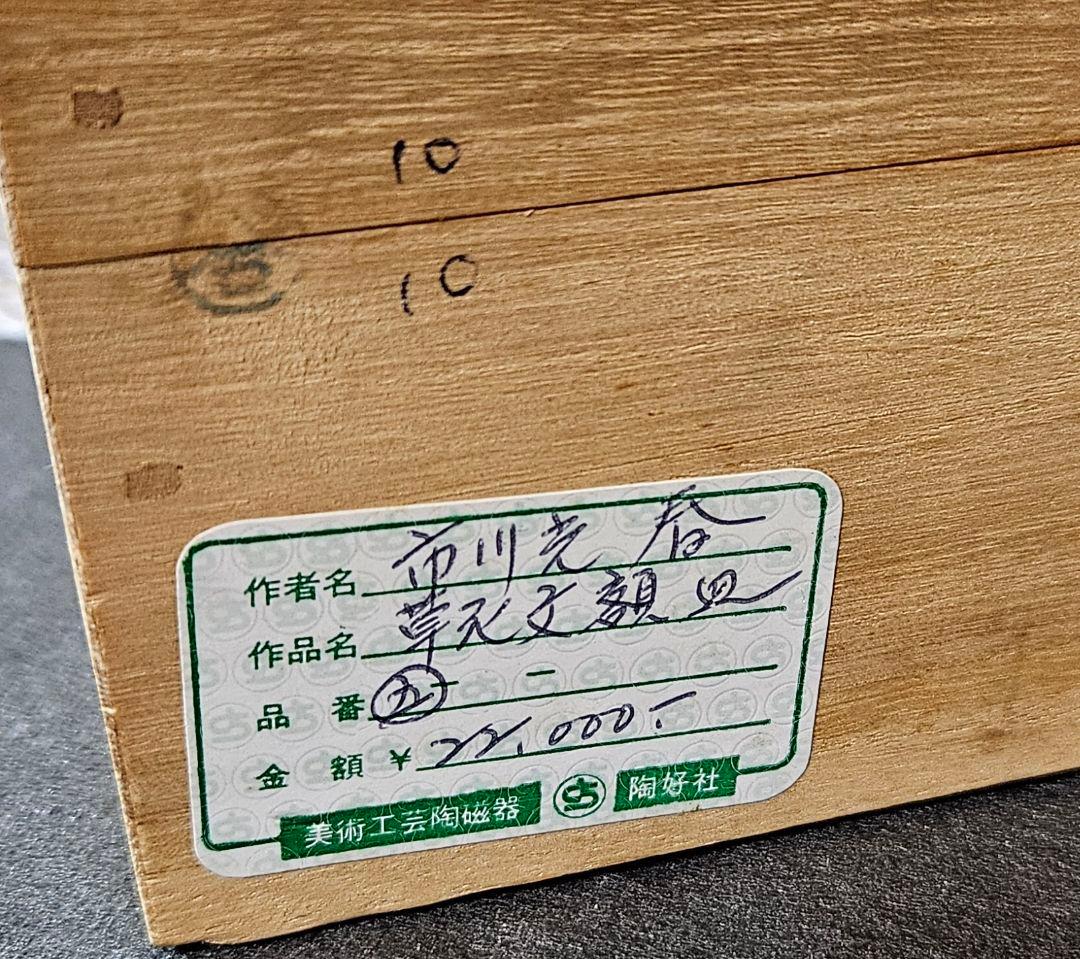 10
10
作者名 市川光春
作品名 草花文額皿
品番 ㊄ - -
金額 ¥ 22,000.-
美術工芸陶磁器 陶好社